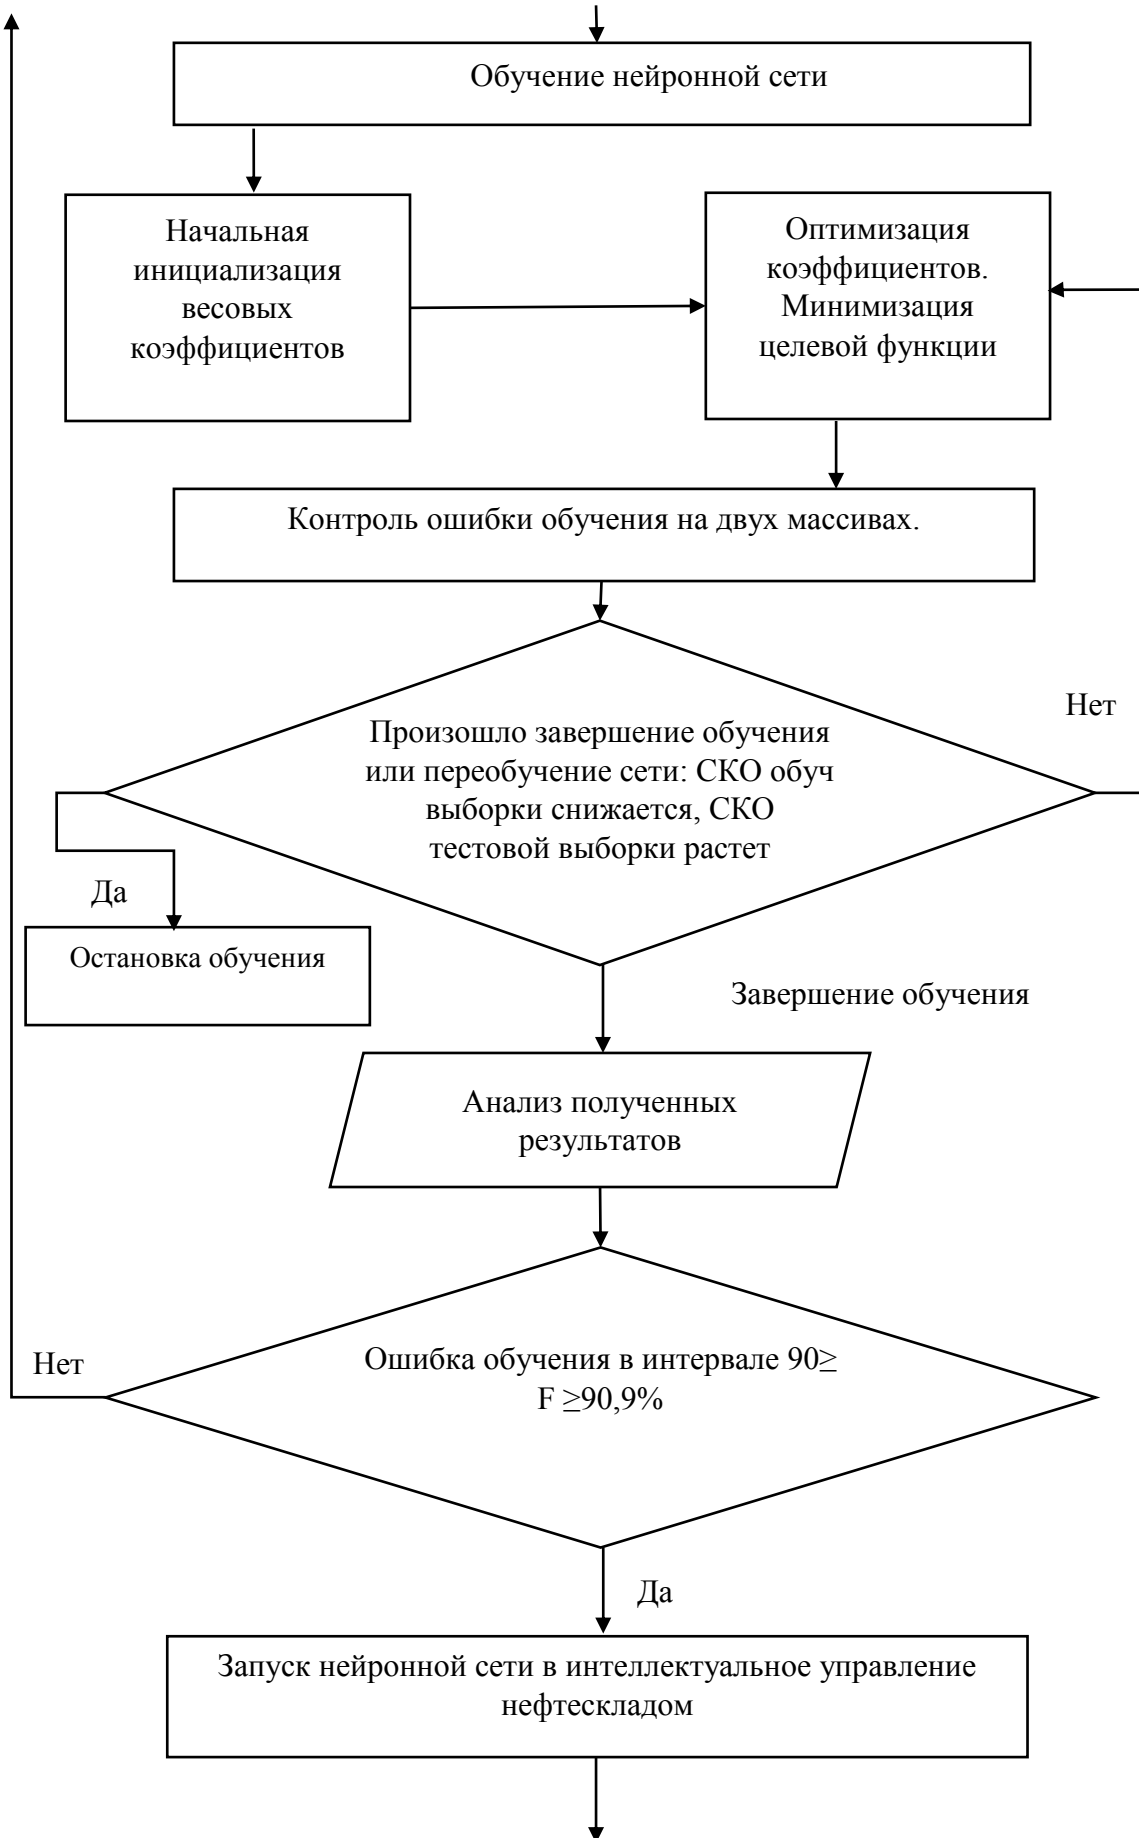 Обучение нейронной сети
Начальная
инициализация
весовых
коэффициентов
Оптимизация
коэффициентов.
Минимизация
целевой функции
Контроль ошибки обучения на двух массивах.
Нет
Произошло завершение обучения
или переобучение сети: СКО обуч
выборки снижается, СКО
тестовой выборки растет
Да
Остановка обучения
Завершение обучения
Анализ полученных
результатов
Нет
Ошибка обучения в интервале 90≥
F ≥90,9%
Да
Запуск нейронной сети в интеллектуальное управление
нефтескладом